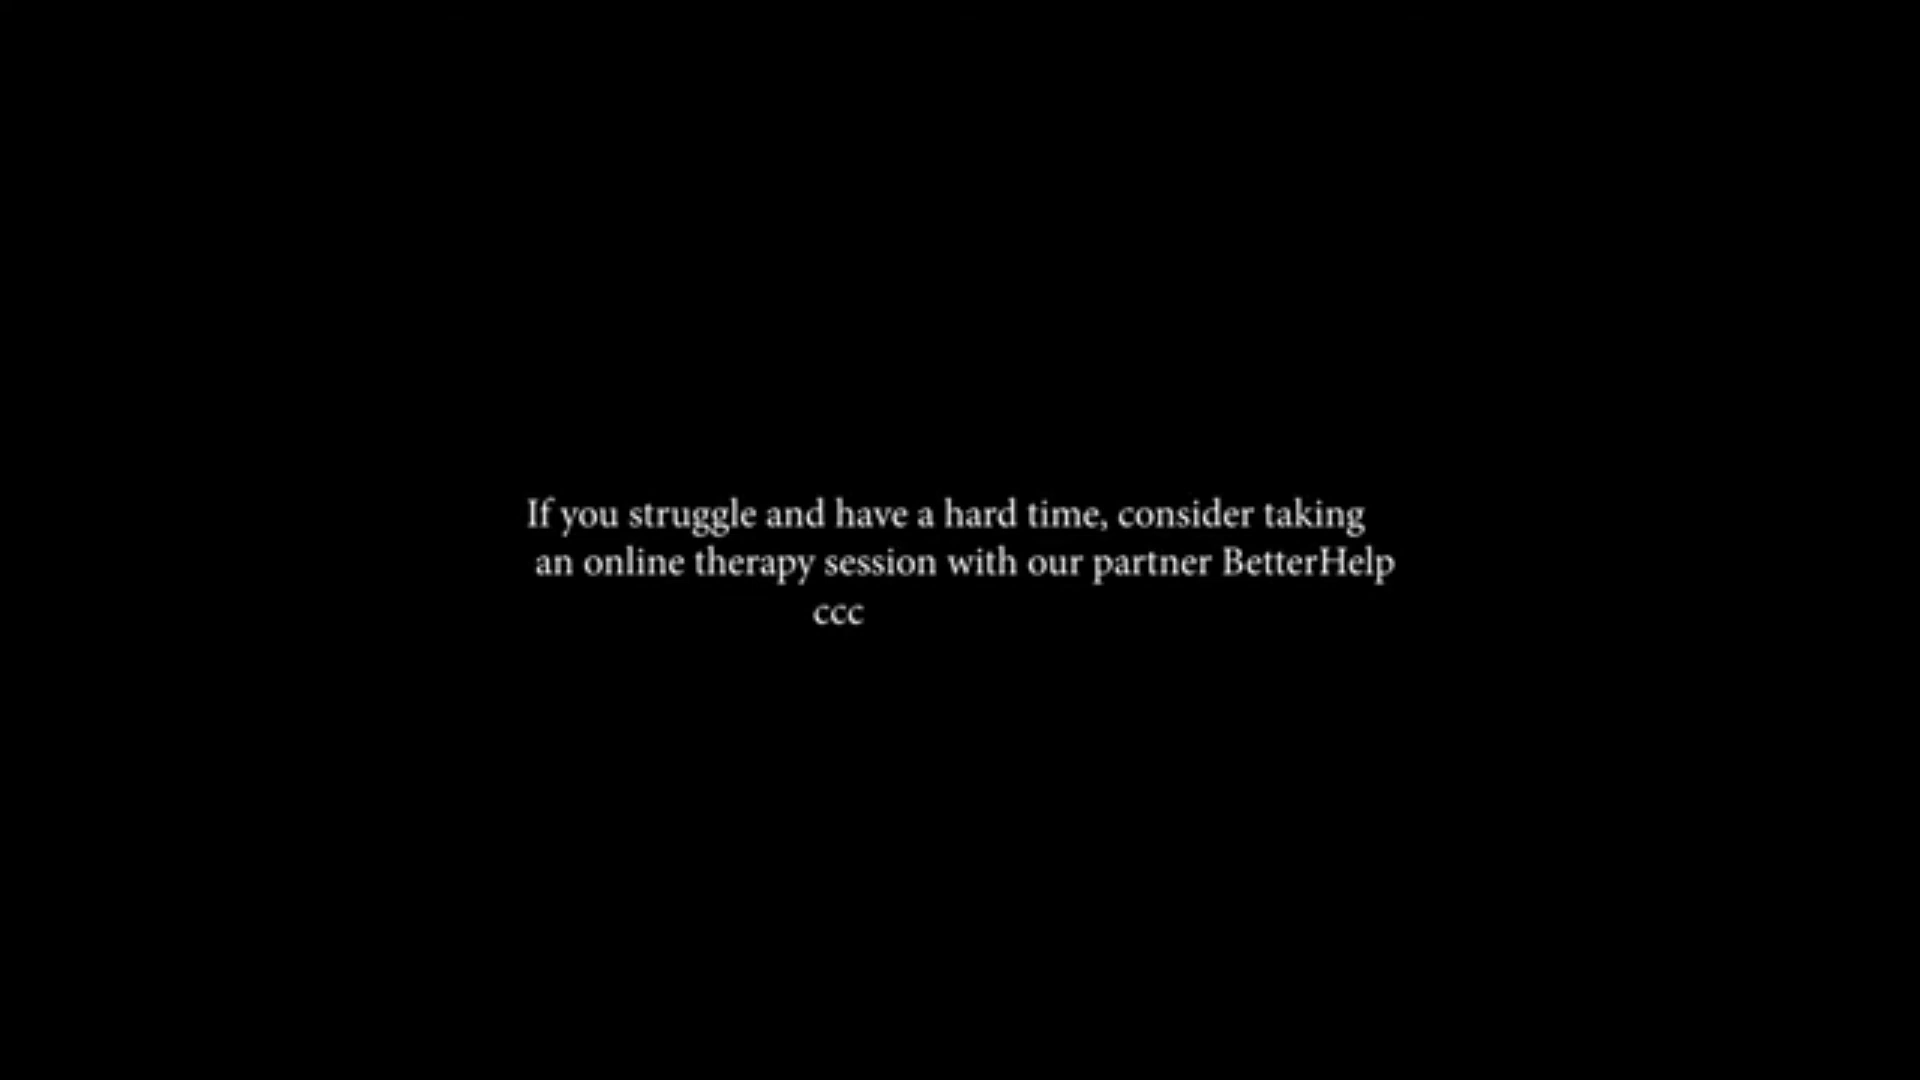 If you struggle and have a hard time, consider taking
an online therapy session with our partner BetterHelp
ccc